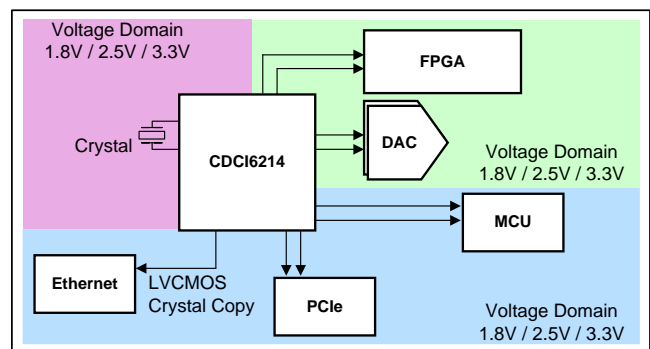 Voltage Domain
1.8V / 2.5V / 3.3V
FPGA
Crystal
CDCI6214
DAC
Voltage Domain
1.8V / 2.5V / 3.3V
MCU
Ethernet
LVCMOS
Crystal Copy
PCIe
Voltage Domain
1.8V / 2.5V / 3.3V